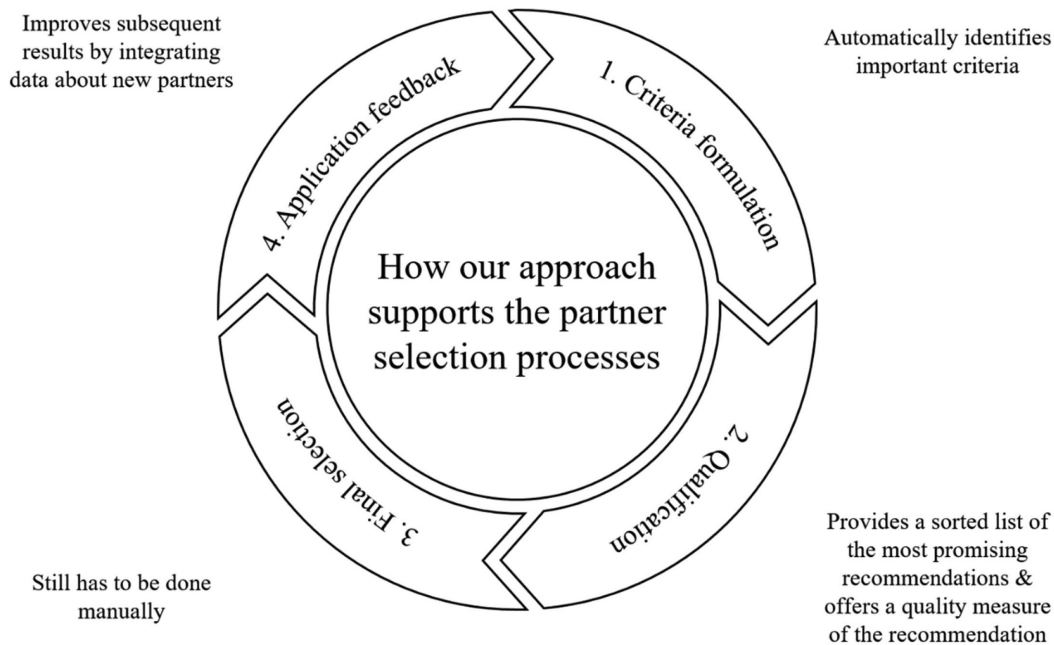 Improves subsequent
results by integrating
data about new partners
Automatically identifies
important criteria
1. Criteria formulation
2. Qualification
3. Final selection
4. Application feedback
How our approach
supports the partner
selection processes
Still has to be done
manually
Provides a sorted list of
the most promising
recommendations &
offers a quality measure
of the recommendation